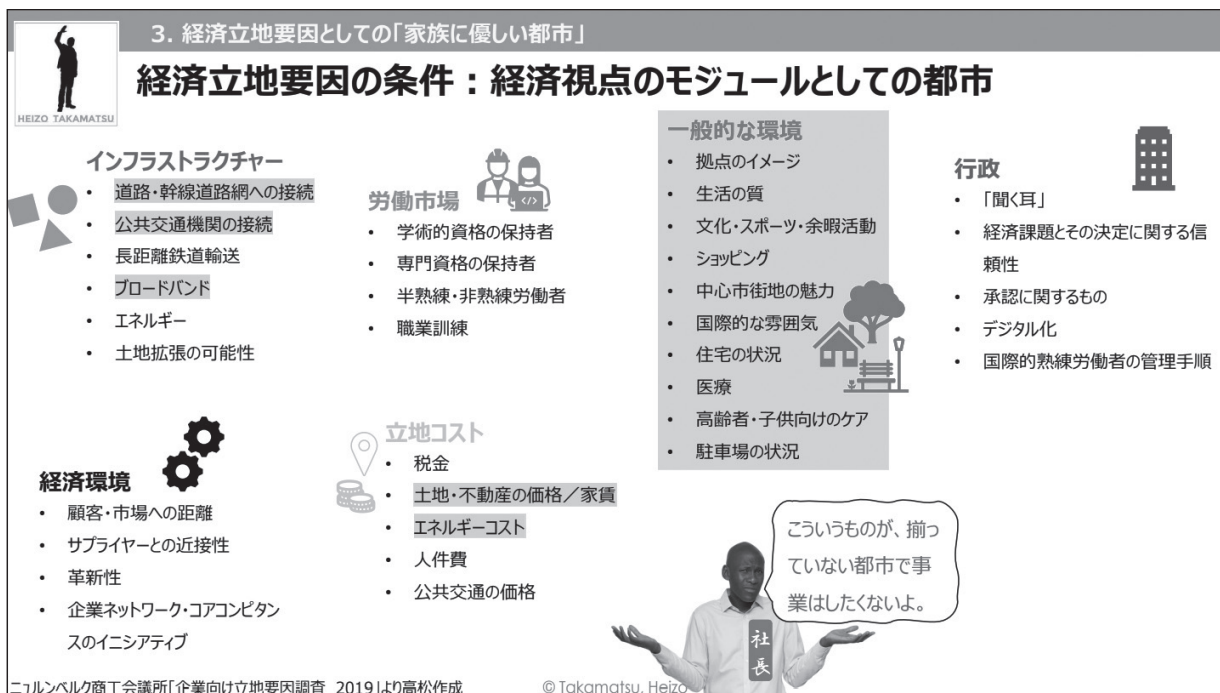 3. 経済立地要因としての「家族に優しい都市」
HEIZO TAKAMATSU
経済立地要因の条件：経済視点のモジュールとしての都市
インフラストラクチャー
• 道路・幹線道路網への接続
• 公共交通機関の接続
• 長距離鉄道輸送
• ブロードバンド
• エネルギー
• 土地拡張の可能性
労働市場
• 学術的資格の保持者
• 専門資格の保持者
• 半熟練・非熟練労働者
• 職業訓練
一般的な環境
• 拠点のイメージ
• 生活の質
• 文化・スポーツ・余暇活動
• ショッピング
• 中心市街地の魅力
• 国際的な雰囲気
• 住宅の状況
• 医療
• 高齢者・子供向けのケア
• 駐車場の状況
行政
• 「聞く耳」
• 経済課題とその決定に関する信
頼性
• 承認に関するもの
• デジタル化
• 国際的熟練労働者の管理手順
経済環境
• 顧客・市場への距離
• サプライヤーとの近接性
• 革新性
• 企業ネットワーク・コアコンピタン
スのイニシアティブ
立地コスト
• 税金
• 土地・不動産の価格／家賃
• エネルギーコスト
• 人件費
• 公共交通の価格
こういうものが、揃っ
ていない都市で事
業はしたくないよ。
社長
ニュルンベルク商工会議所「企業向け立地要因調査 2019」より高松作成
© Takamatsu, Heizo